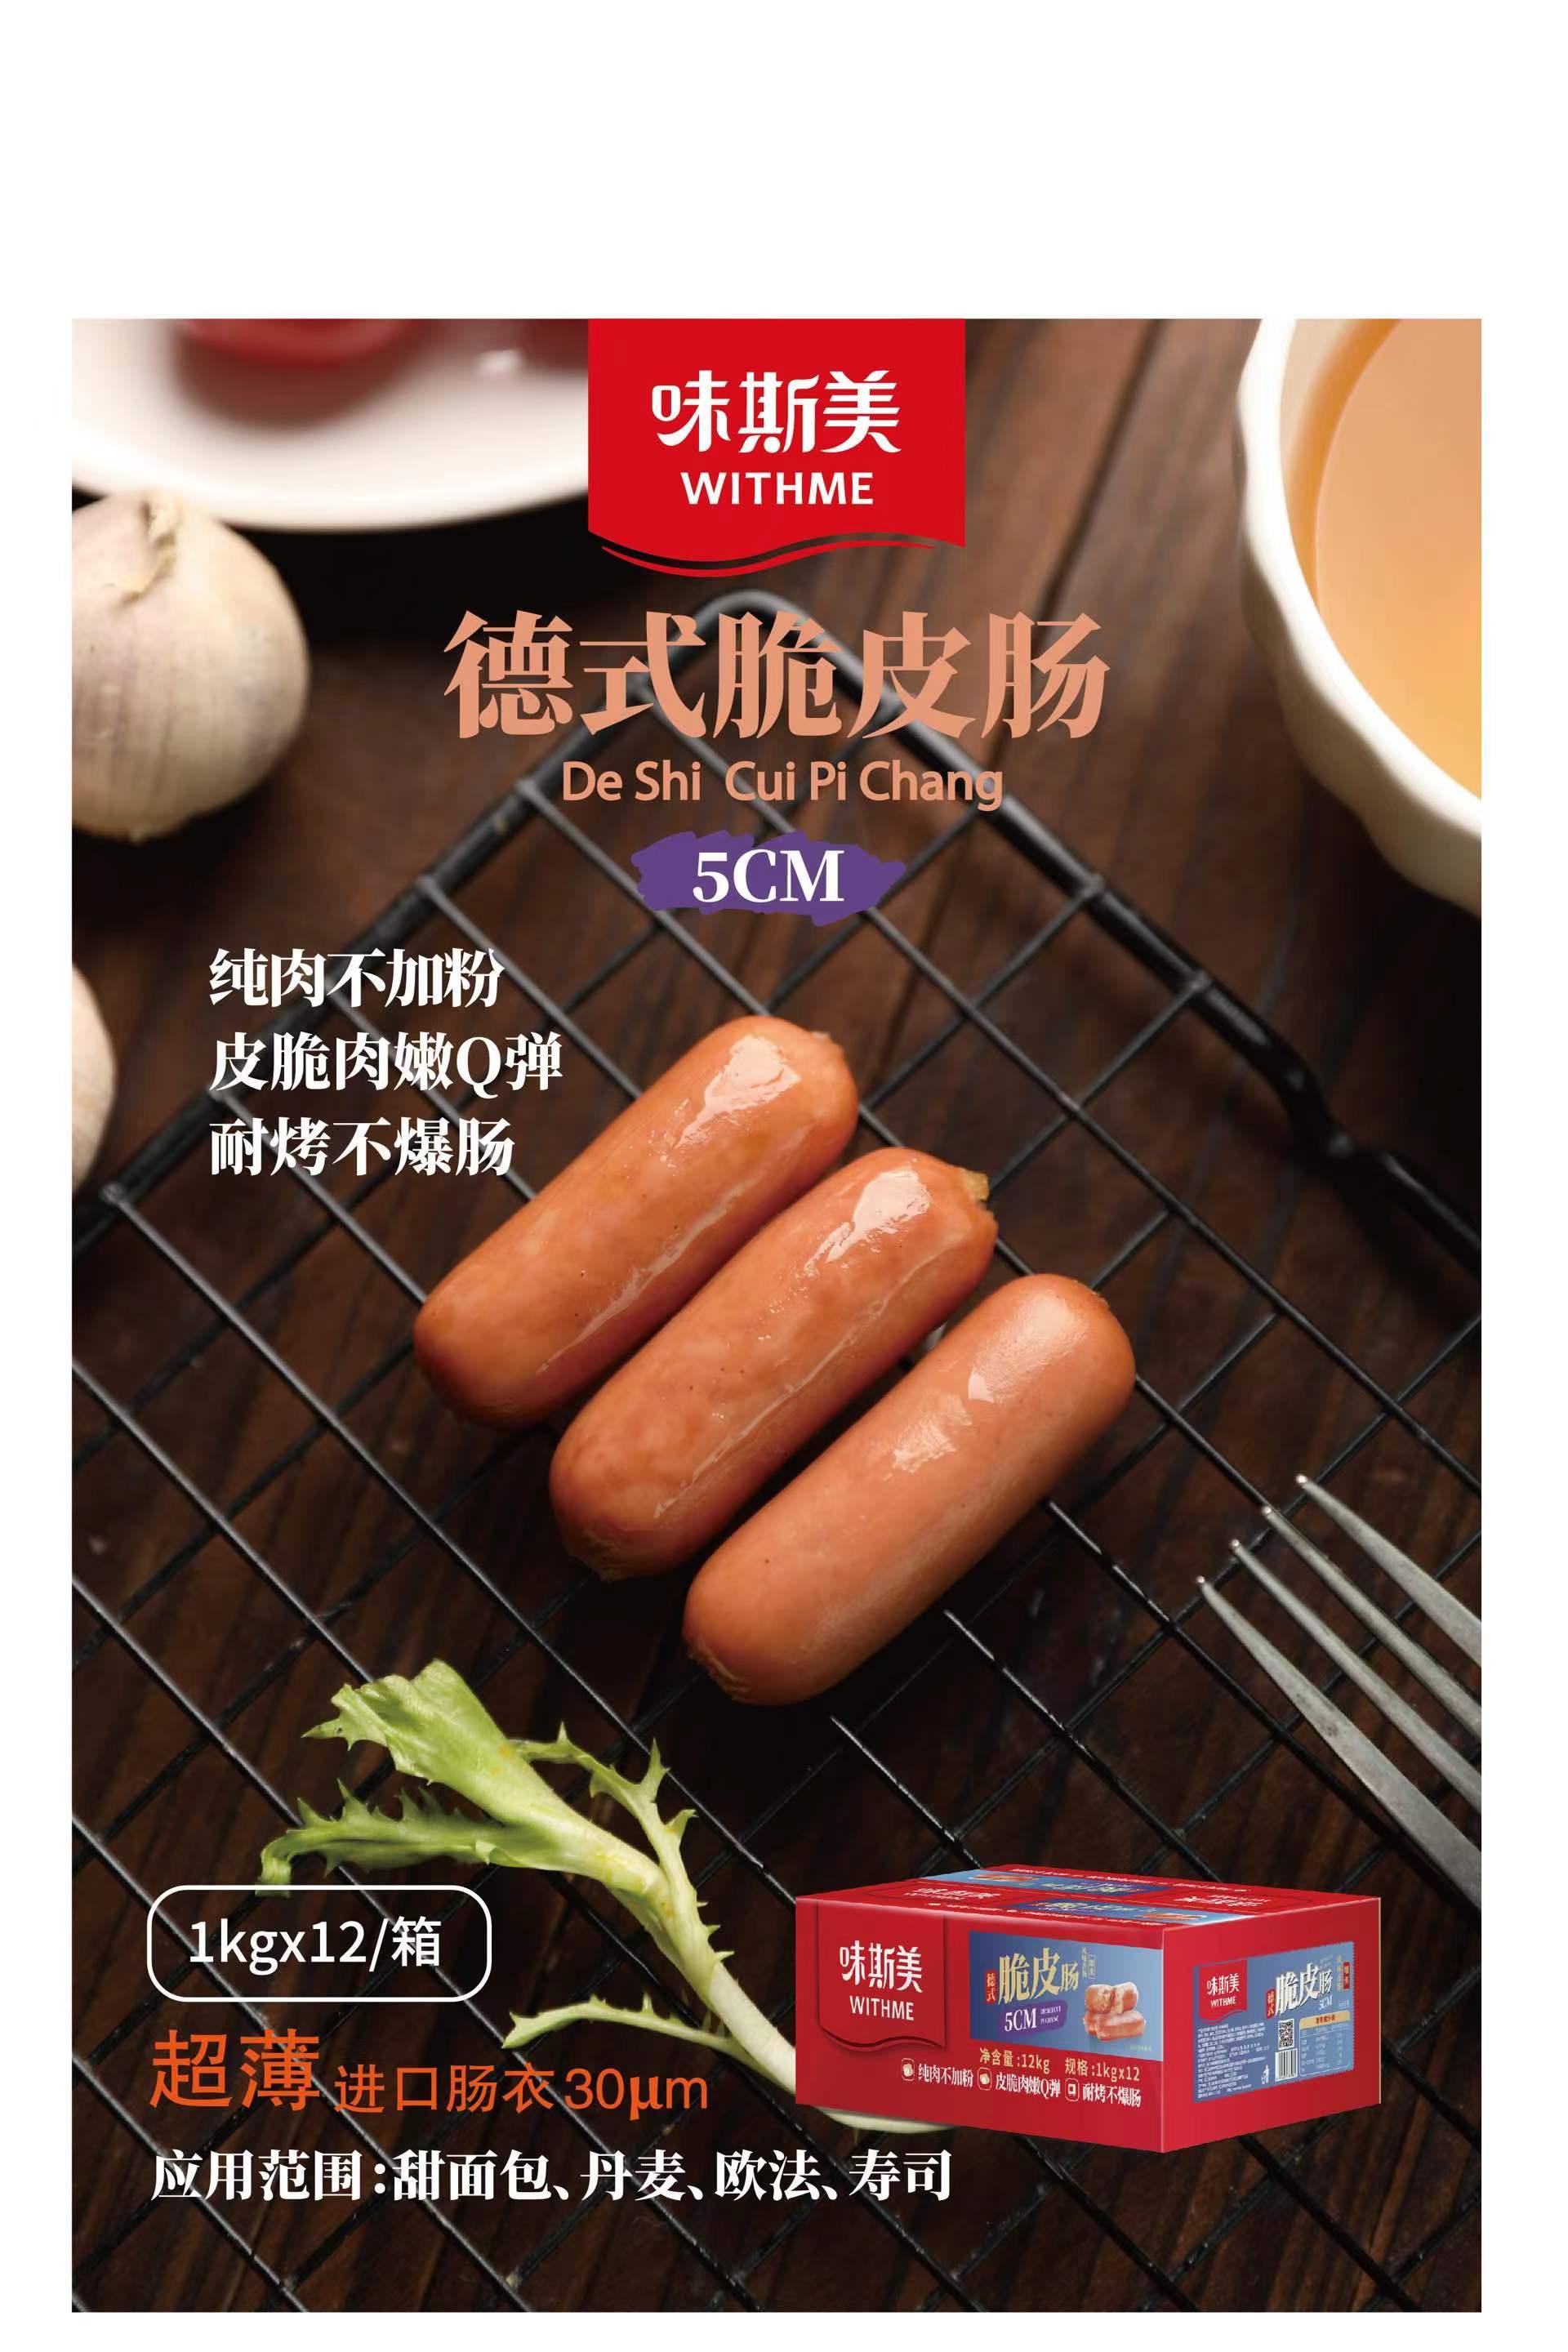 味斯美
WITHME
德式脆皮肠
De Shi Cui Pi Chang
5CM
纯肉不加粉
皮脆肉嫩Q弹
耐烤不爆肠
1kgx12/箱
超薄 进口肠衣30μm
应用范围:甜面包、丹麦、欧法、寿司
味斯美
WITHME
德式
脆皮肠
5CM
净含量:12kg 规格:1kgx12
纯肉不加粉 皮脆肉嫩Q弹 耐烤不爆肠
味斯美
WITHME
德式
脆皮肠
5CM